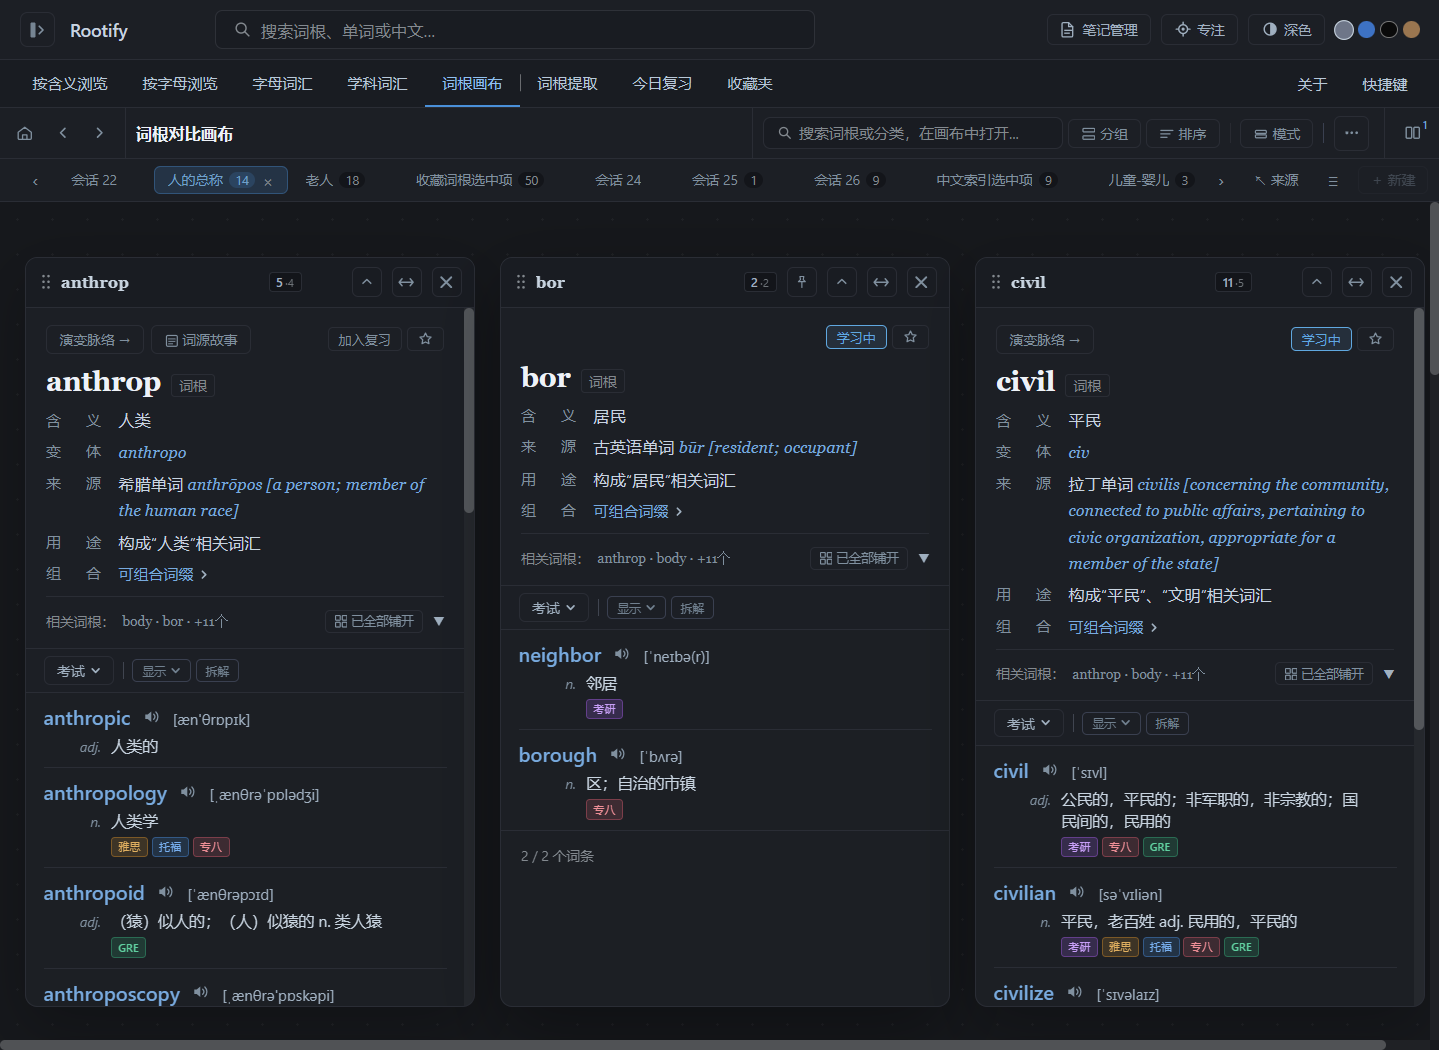 Rootify
搜索词根、单词或中文...
笔记管理
专注
深色
按含义浏览
按字母浏览
字母词汇
学科词汇
词根画布
词根提取
今日复习
收藏夹
关于
快捷键
词根对比画布
搜索词根或分类，在画布中打开...
分组
排序
模式
1
会话 22
人的总称 14 ×
老人 18
收藏词根选中项 50
会话 24
会话 25 1
会话 26 9
中文索引选中项 9
儿童-婴儿 3
来源
+ 新建
anthrop
5·4
演变脉络→
词源故事
加入复习
anthrop 词根
含义 人类
变体 anthropo
来源 希腊单词 anthrōpos [a person; member of
the human race]
用途 构成“人类”相关词汇
组合 可组合词缀 ›
相关词根： body · bor · +11个
已全部铺开
考试
显示
拆解
anthropic [ænˈθrɒpɪk]
adj. 人类的
anthropology [ˌænθrəˈpɒlədʒi]
n. 人类学
雅思 托福 专八
anthropoid [ˈænθrəpɔɪd]
adj. （猿）似人的；（人）似猿的 n. 类人猿
GRE
anthroposcopy [ˌænθrəˈpɒskəpi]
bor
2·2
学习中
bor 词根
含义 居民
来源 古英语单词 būr [resident; occupant]
用途 构成“居民”相关词汇
组合 可组合词缀 ›
相关词根： anthrop · body · +11个
已全部铺开
考试
显示
拆解
neighbor [ˈneɪbə(r)]
n. 邻居
考研
borough [ˈbʌrə]
n. 区；自治的市镇
专八
2 / 2 个词条
civil
11·5
演变脉络→
学习中
civil 词根
含义 平民
变体 civ
来源 拉丁单词 civilis [concerning the community,
connected to public affairs, pertaining to
civic organization, appropriate for a
member of the state]
用途 构成“平民”、“文明”相关词汇
组合 可组合词缀 ›
相关词根： anthrop · body · +11个
已全部铺开
考试
显示
拆解
civil [ˈsɪvl]
adj. 公民的，平民的；非军职的，非宗教的；国
民间的，民用的
考研 专八 GRE
civilian [səˈvɪliən]
n. 平民，老百姓 adj. 民用的，平民的
考研 雅思 托福 专八 GRE
civilize [ˈsɪvəlaɪz]